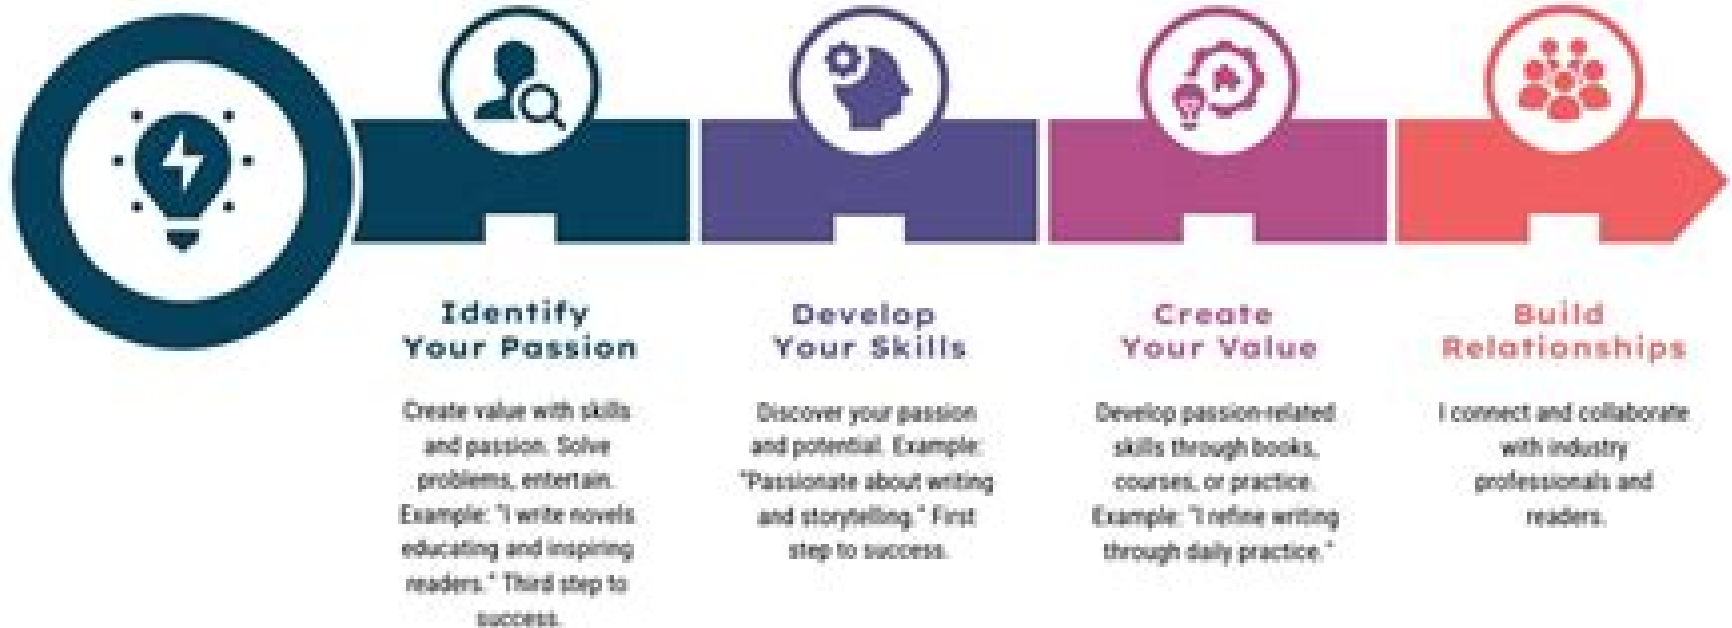 Identify
Your Passion
Create value with skills
and passion. Solve
problems, entertain.
Example: "I write novels
educating and inspiring
readers." Third step to
success.
Develop
Your Skills
Discover your passion
and potential. Example:
"Passionate about writing
and storytelling." First
step to success.
Create
Your Value
Develop passion-related
skills through books,
courses, or practice.
Example: "I refine writing
through daily practice."
Build
Relationships
I connect and collaborate
with industry
professionals and
readers.